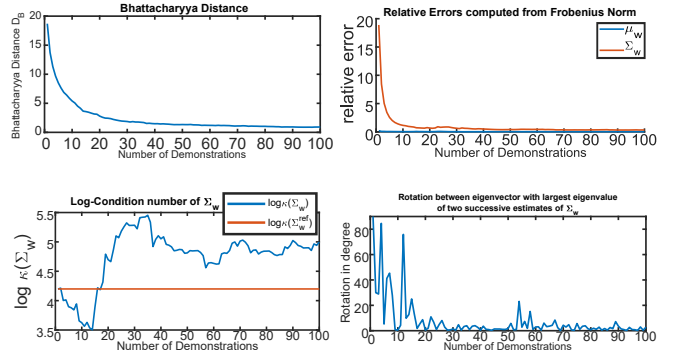 Bhattacharyya Distance
Bhattacharyya Distance D_B
20
15
10
5
0
0 10 20 30 40 50 60 70 80 90 100
Number of Demonstrations
Relative Errors computed from Frobenius Norm
relative error
20
15
10
5
0
μ_w
Σ_w
0 10 20 30 40 50 60 70 80 90 100
Number of Demonstrations
Log-Condition number of Σ_w
log κ(Σ_w)
log κ(Σ_w^ref)
log κ(Σ_w)
5.5
5
4.5
4
3.5
0 10 20 30 40 50 60 70 80 90 100
Number of Demonstrations
Rotation between eigenvector with largest eigenvalue
of two successive estimates of Σ_w
Rotation in degree
80
60
40
20
0
0 10 20 30 40 50 60 70 80 90 100
Number of Demonstrations